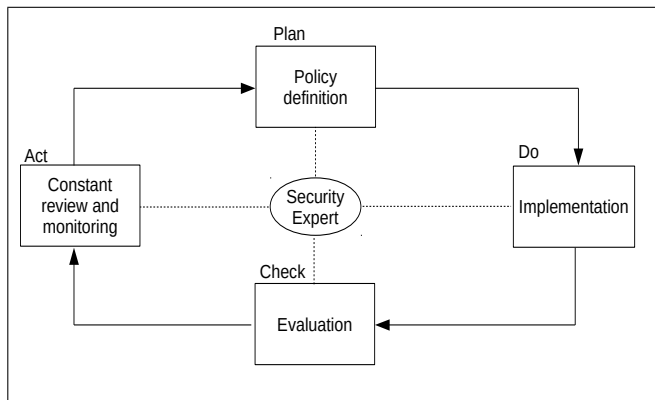 Plan
Policy
definition
Act
Do
Constant
review and
monitoring
Security
Expert
Implementation
Check
Evaluation